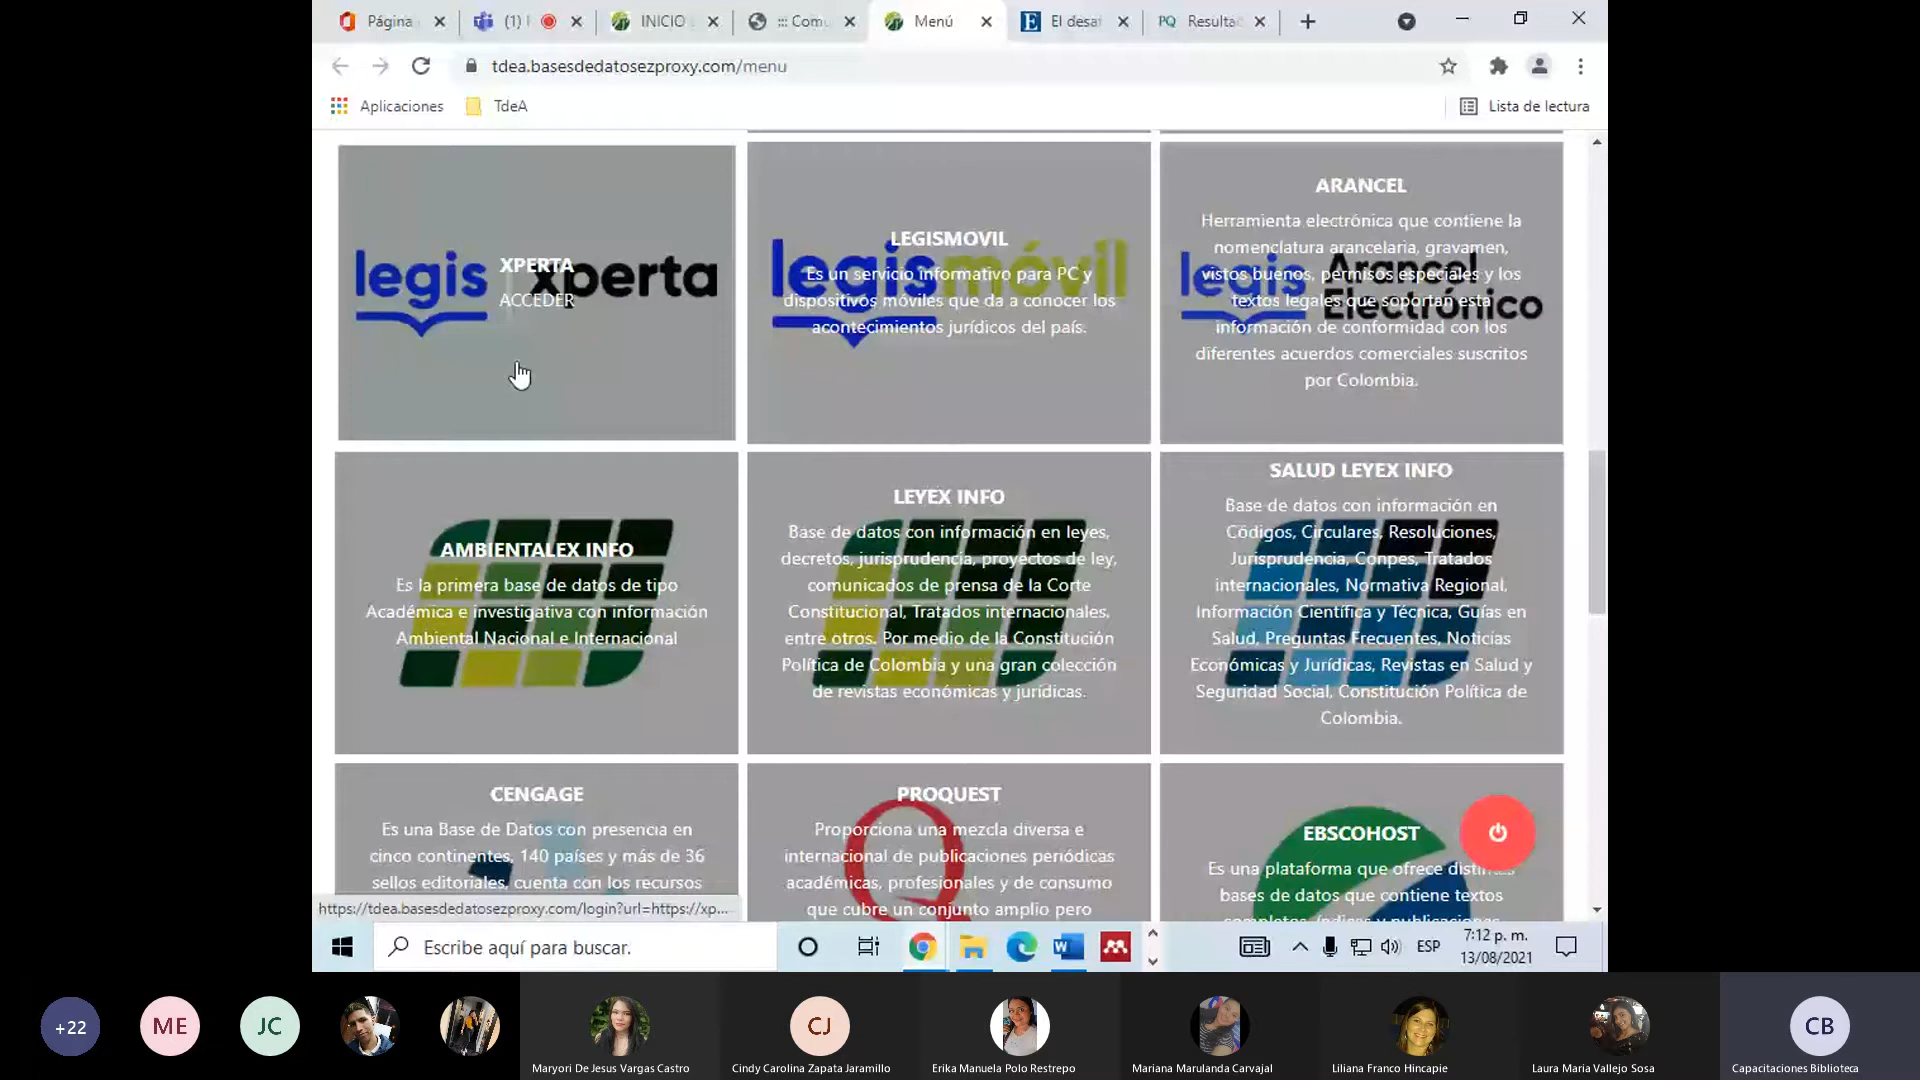 Página
(1)
INICIO
::: Comu
Menú
El desaf
PQ
Resultad
tdea.basesdedatosezproxy.com/menu
Aplicaciones
TdeA
Lista de lectura
legis xperta
XPERTA
ACCEDER
legis móvil
LEGISMOVIL
Es un servicio informativo para PC y
dispositivos móviles que da a conocer los
acontecimientos jurídicos del país.
legis Arancel
Electrónico
ARANCEL
Herramienta electrónica que contiene la
nomenclatura arancelaria, gravamen,
vistos buenos, permisos especiales y los
textos legales que soportan esta
información de conformidad con los
diferentes acuerdos comerciales suscritos
por Colombia.
AMBIENTALEX INFO
Es la primera base de datos de tipo
Académica e investigativa con información
Ambiental Nacional e Internacional
LEYEX INFO
Base de datos con información en leyes,
decretos, jurisprudencia, proyectos de ley,
comunicados de prensa de la Corte
Constitucional, Tratados internacionales,
entre otros. Por medio de la Constitución
Política de Colombia y una gran colección
de revistas económicas y jurídicas.
SALUD LEYEX INFO
Base de datos con información en
Códigos, Circulares, Resoluciones,
Jurisprudencia, Conpes, Tratados
internacionales, Normativa Regional,
Información Científica y Técnica, Guías en
Salud, Preguntas Frecuentes, Noticias
Económicas y Jurídicas, Revistas en Salud y
Seguridad Social, Constitución Política de
Colombia.
CENGAGE
Es una Base de Datos con presencia en
cinco continentes, 140 países y más de 36
sellos editoriales, cuenta con los recursos
PROQUEST
Proporciona una mezcla diversa e
internacional de publicaciones periódicas
académicas, profesionales y de consumo
que cubre un conjunto amplio pero
EBSCOHOST
Es una plataforma que ofrece distintas
bases de datos que contiene textos
completos, índices y publicaciones
https://tdea.basesdedatosezproxy.com/login?url=https://xp...
Escribe aquí para buscar.
ESP
7:12 p. m.
13/08/2021
+22
ME
JC
CJ
CB
Maryori De Jesus Vargas Castro
Cindy Carolina Zapata Jaramillo
Erika Manuela Polo Restrepo
Mariana Marulanda Carvajal
Liliana Franco Hincapie
Laura Maria Vallejo Sosa
Capacitaciones Biblioteca